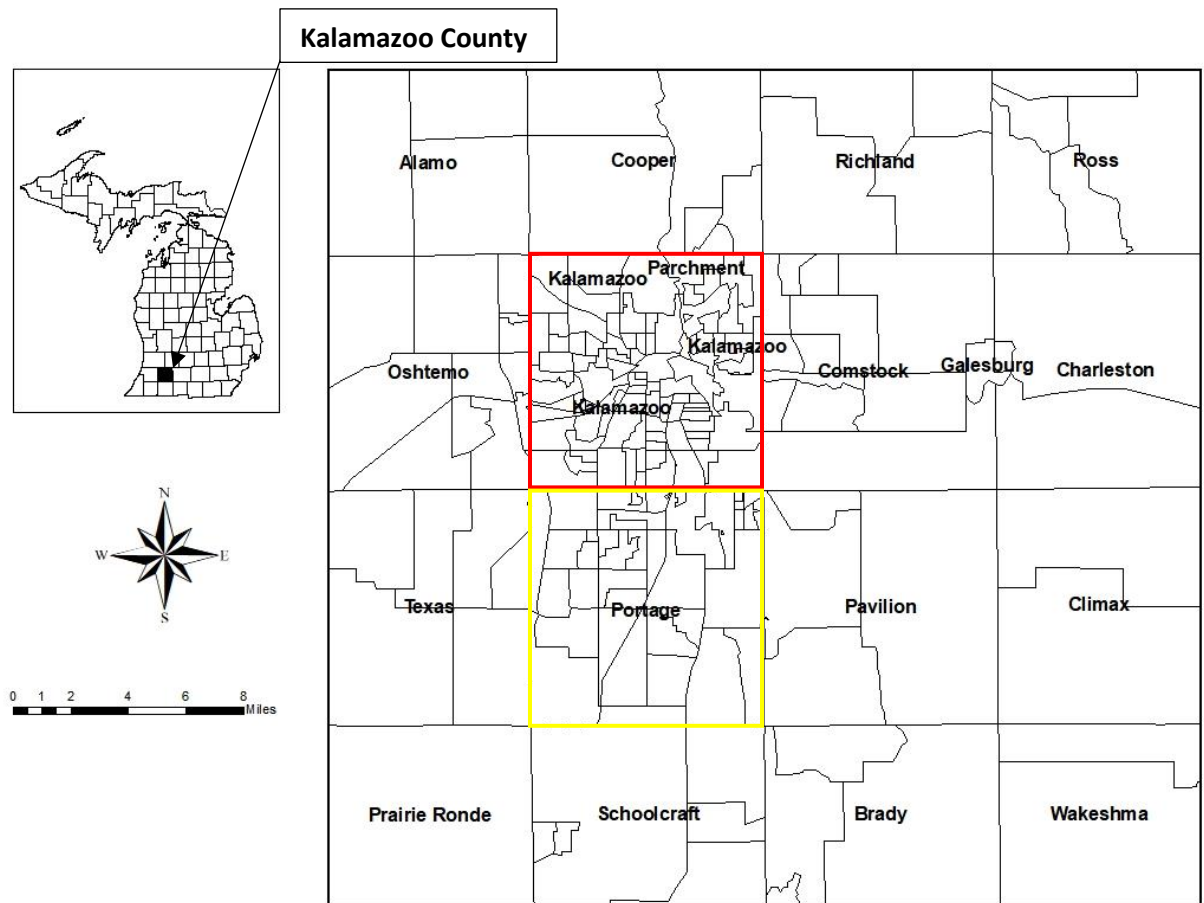 Kalamazoo County
Alamo
Cooper
Richland
Ross
Kalamazoo
Parchment
Kalamazoo
Oshtemo
Comstock
Galesburg
Charleston
Kalamazoo
N
W
E
S
Texas
Portage
Pavilion
Climax
0 1 2 4 6 8
Miles
Prairie Ronde
Schoolcraft
Brady
Wakeshma